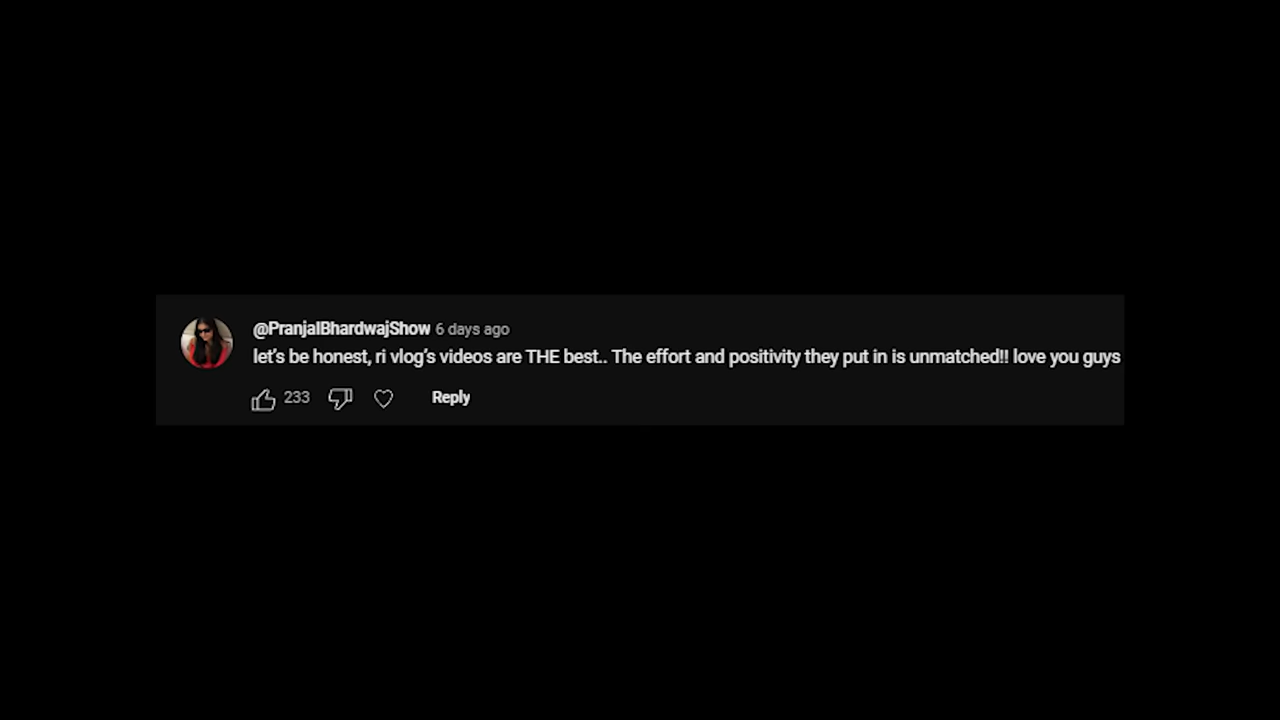 @PranjalBhardwajShow 6 days ago
let's be honest, ri vlog's videos are THE best.. The effort and positivity they put in is unmatched!! love you guys
233 Reply